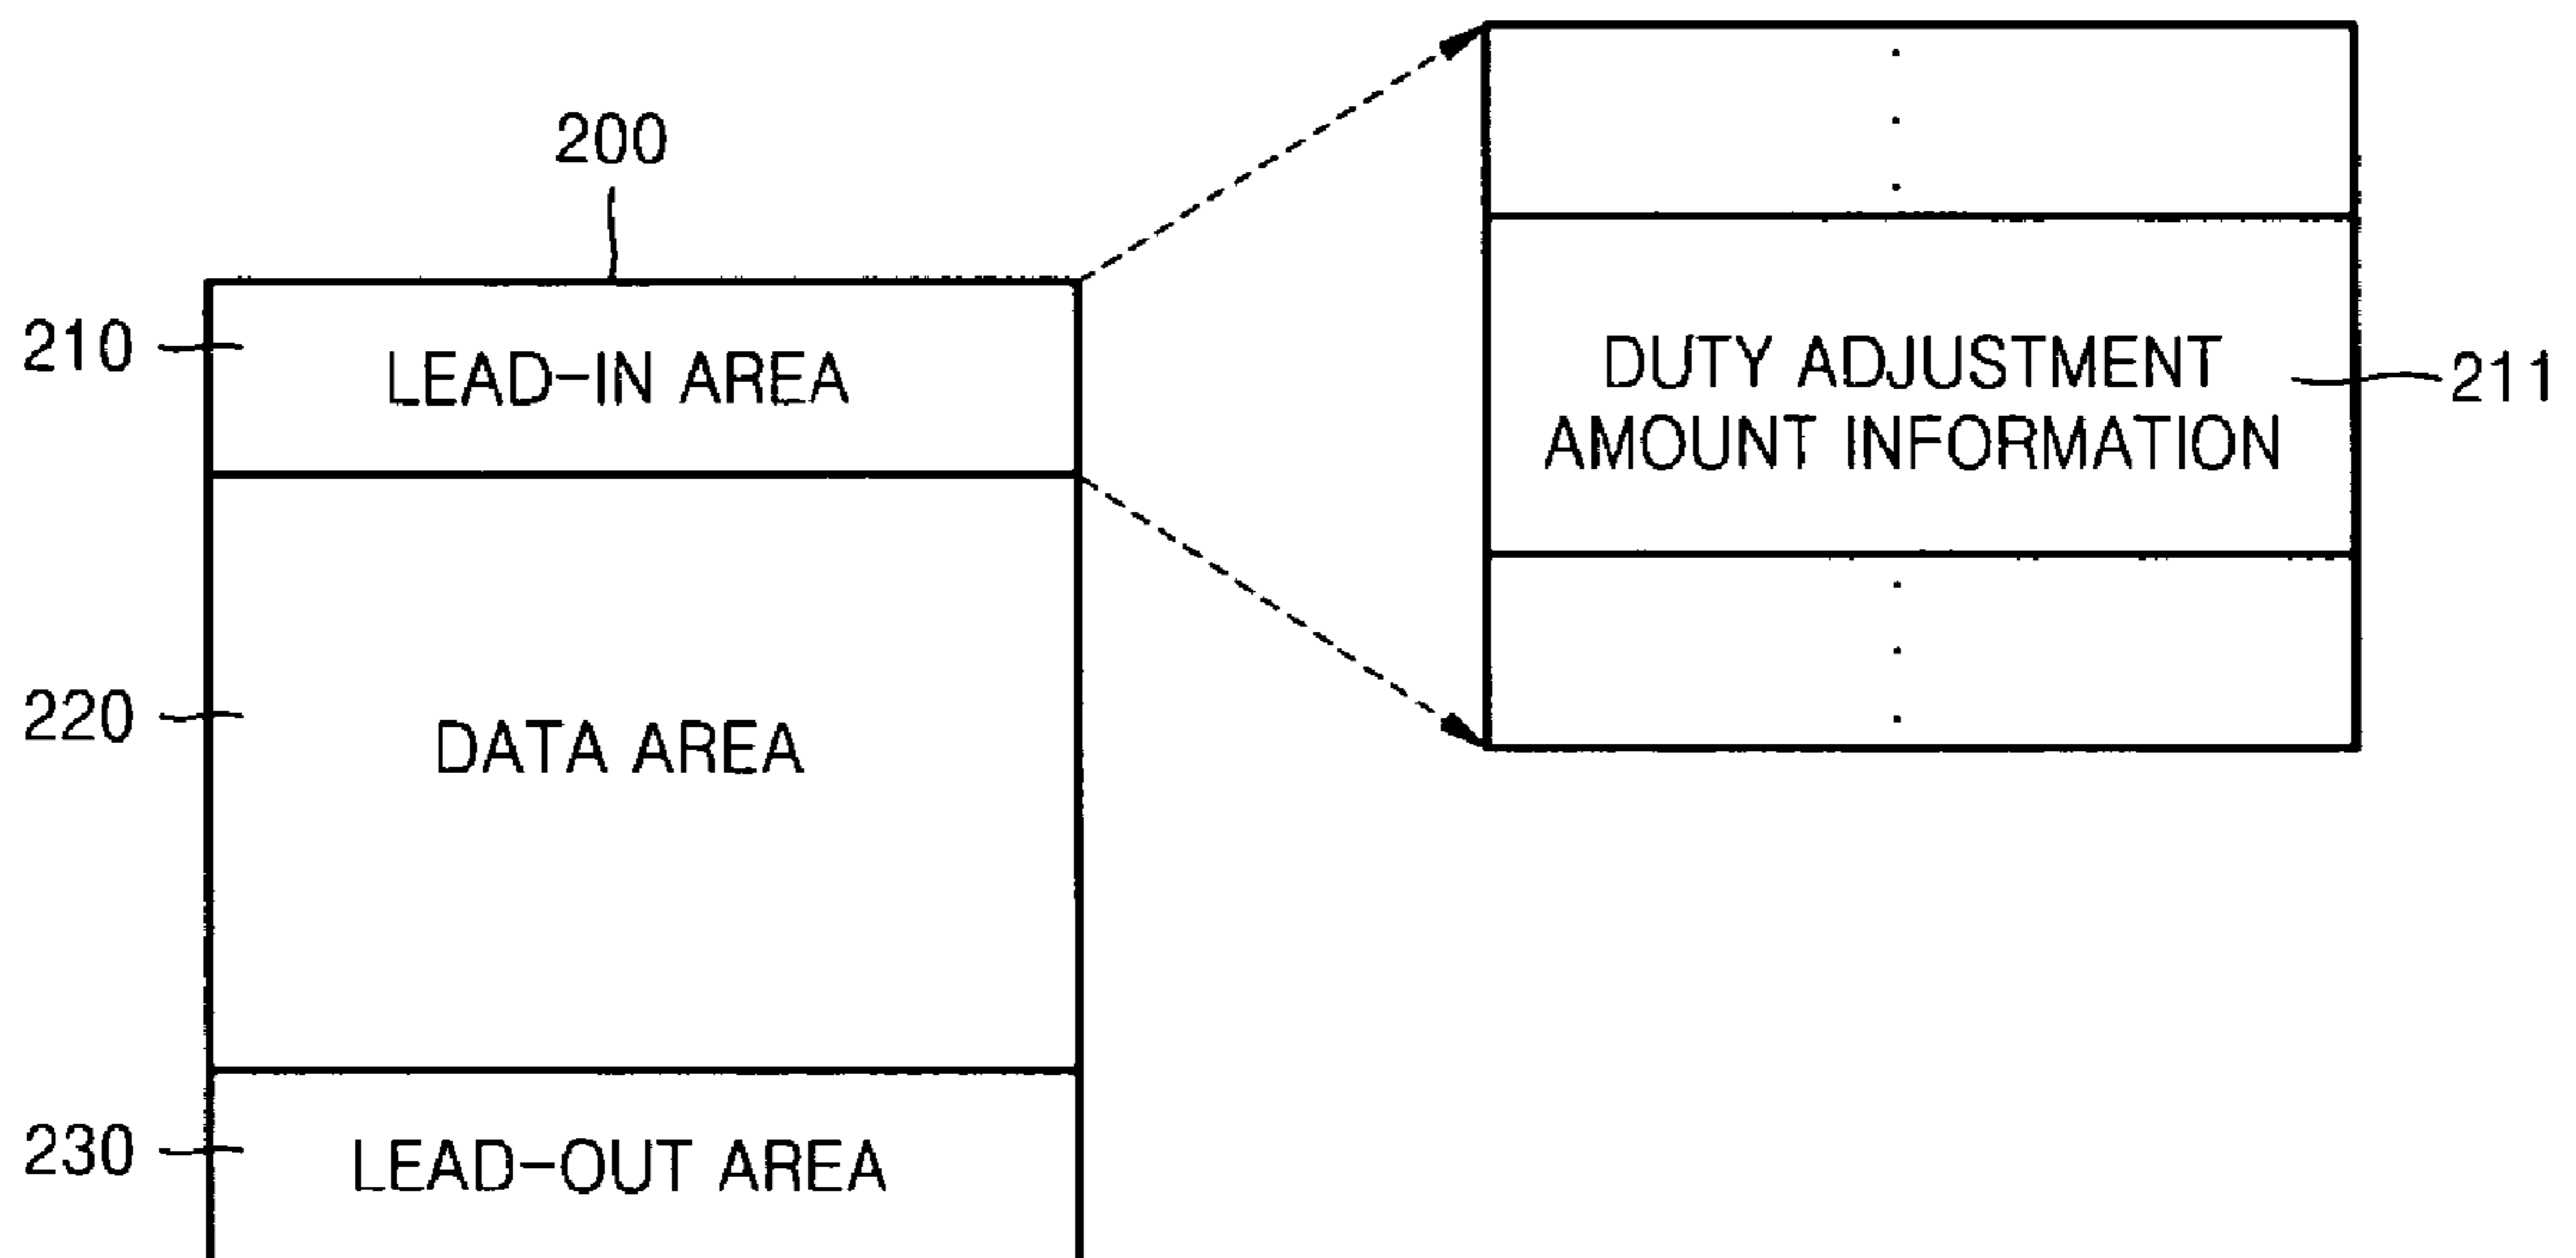 200
210
LEAD-IN AREA
DUTY ADJUSTMENT
AMOUNT INFORMATION
211
220
DATA AREA
230
LEAD-OUT AREA